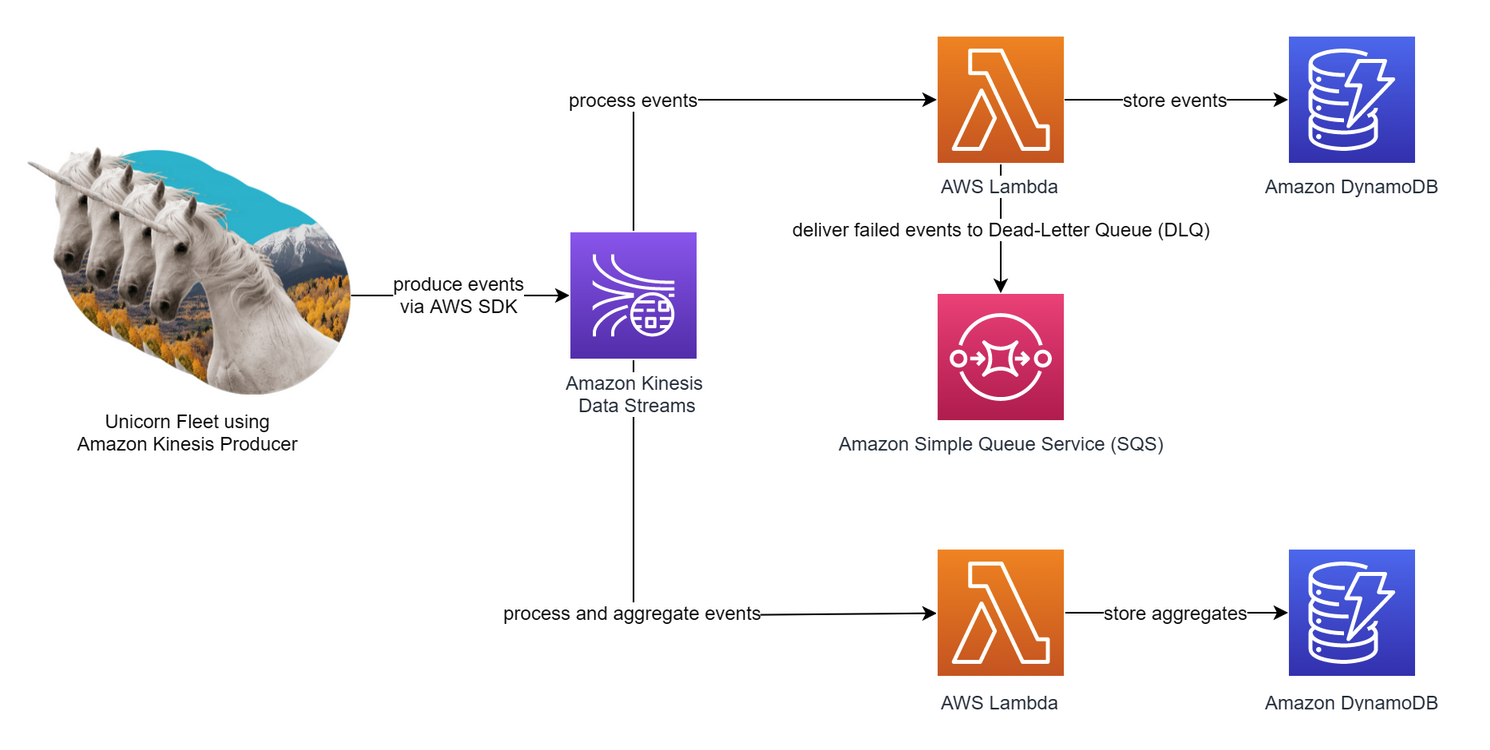 process events
AWS Lambda
store events
Amazon DynamoDB
deliver failed events to Dead-Letter Queue (DLQ)
Amazon Simple Queue Service (SQS)
Unicorn Fleet using
Amazon Kinesis Producer
produce events
via AWS SDK
Amazon Kinesis
Data Streams
process and aggregate events
AWS Lambda
store aggregates
Amazon DynamoDB